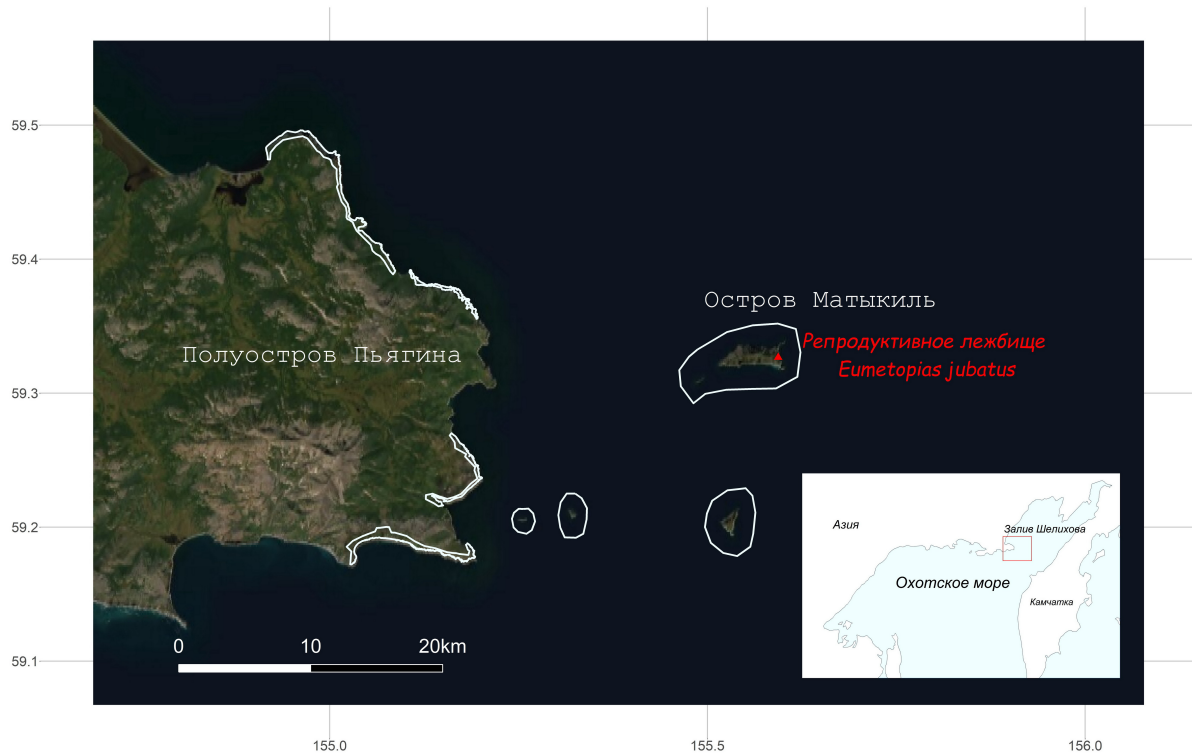 59.5
59.4
Остров Матыкиль
Репродуктивное лежбище
Eumetopias jubatus
Полуостров Пьягина
59.3
59.2
Азия
Залив Шелихова
Охотское море
Камчатка
0 10 20km
59.1
155.0 155.5 156.0